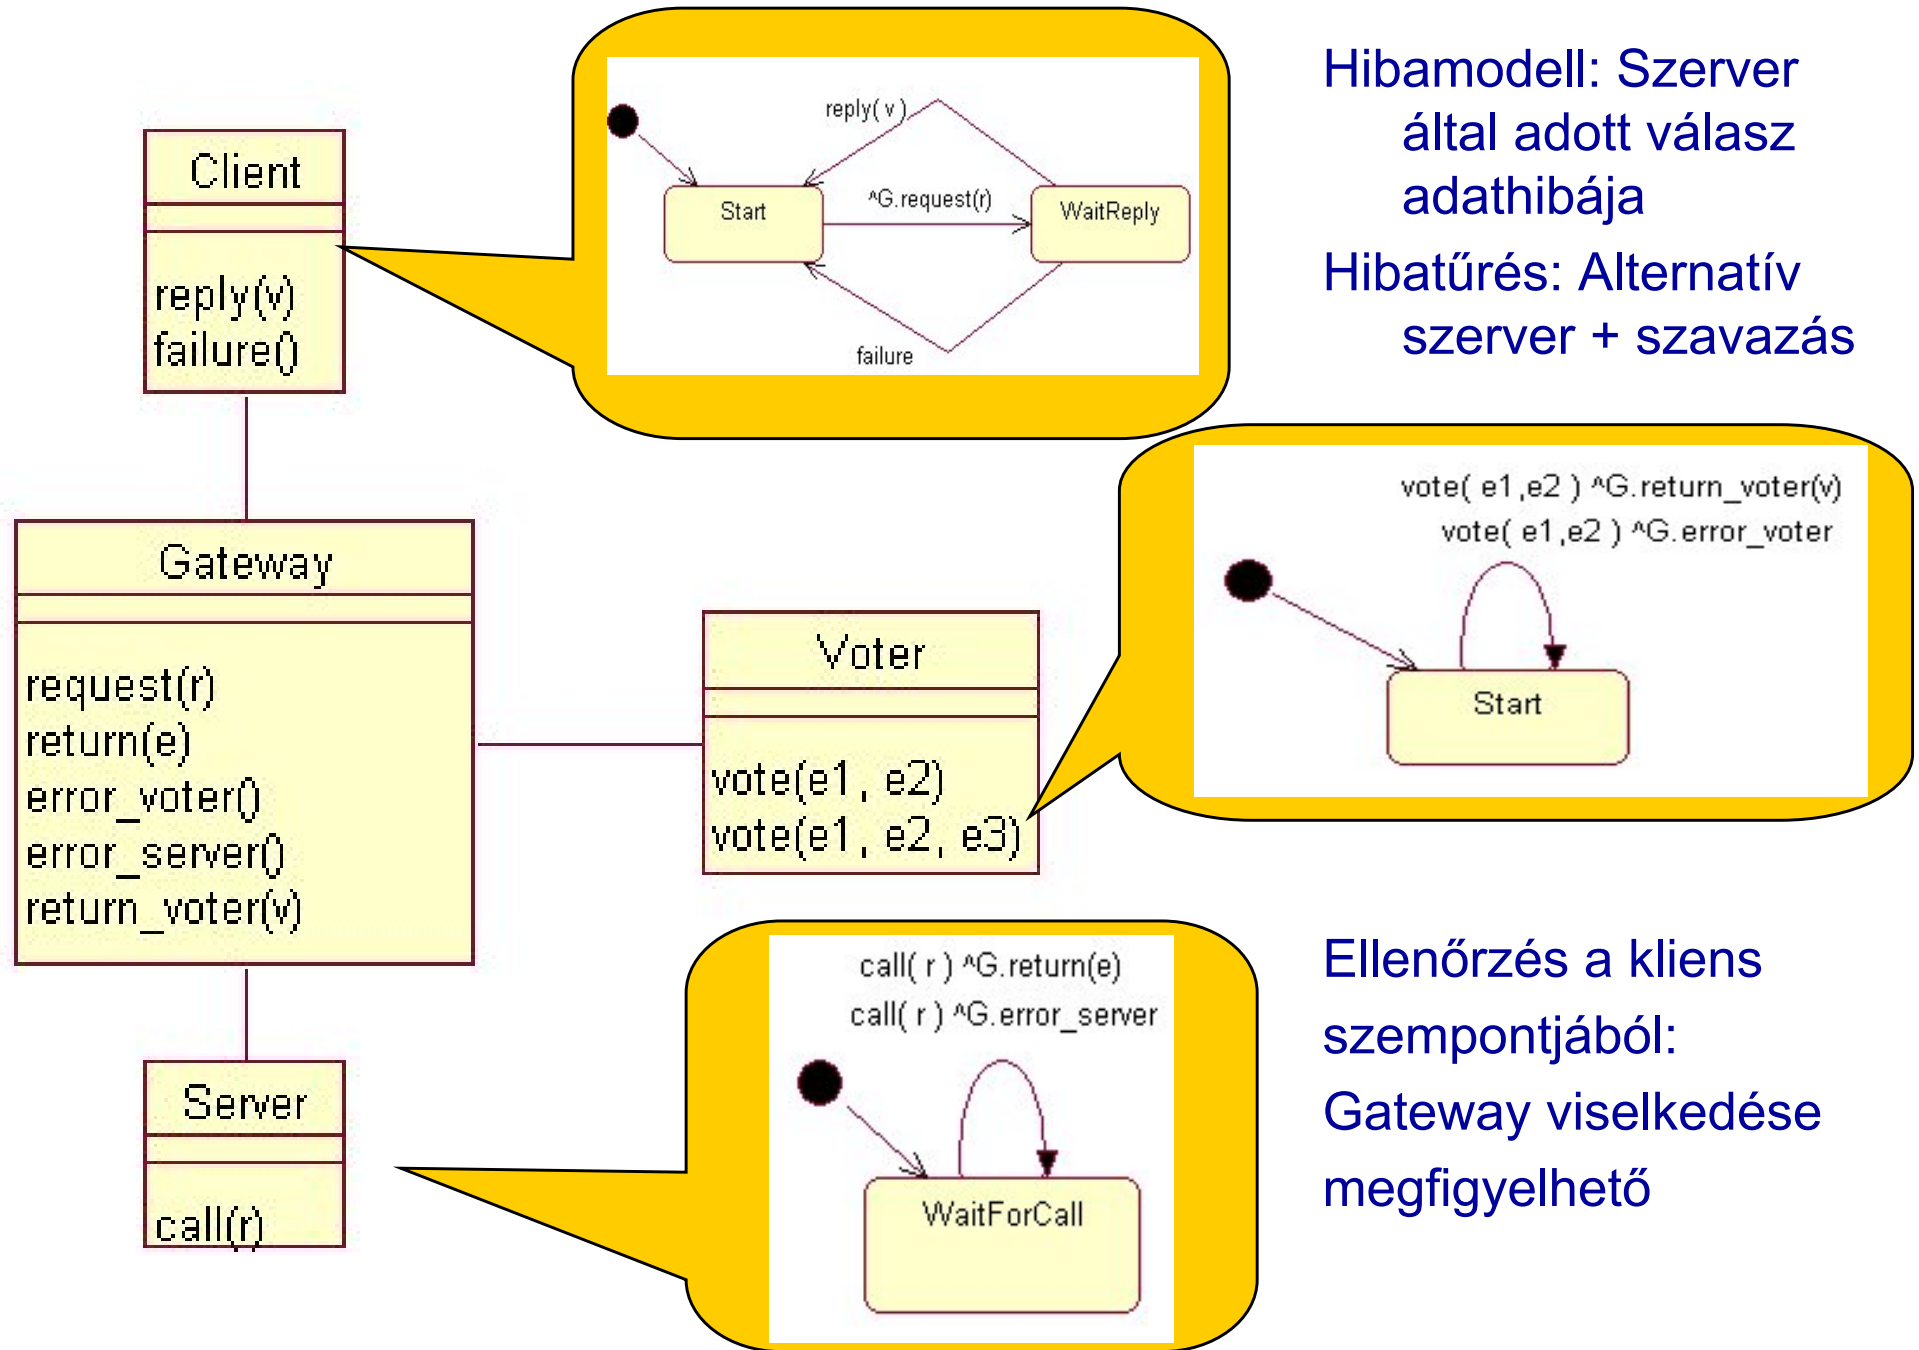 Client
reply(v)
failure()
reply( v )
Start
^G.request(r)
WaitReply
failure
Hibamodell: Szerver
által adott válasz
adathibája
Hibatűrés: Alternatív
szerver + szavazás
Gateway
request(r)
return(e)
error_voter()
error_server()
return_voter(v)
Voter
vote(e1, e2)
vote(e1, e2, e3)
vote( e1,e2 ) ^G.return_voter(v)
vote( e1,e2 ) ^G.error_voter
Start
Server
call(r)
call( r ) ^G.return(e)
call( r ) ^G.error_server
WaitForCall
Ellenőrzés a kliens
szempontjából:
Gateway viselkedése
megfigyelhető